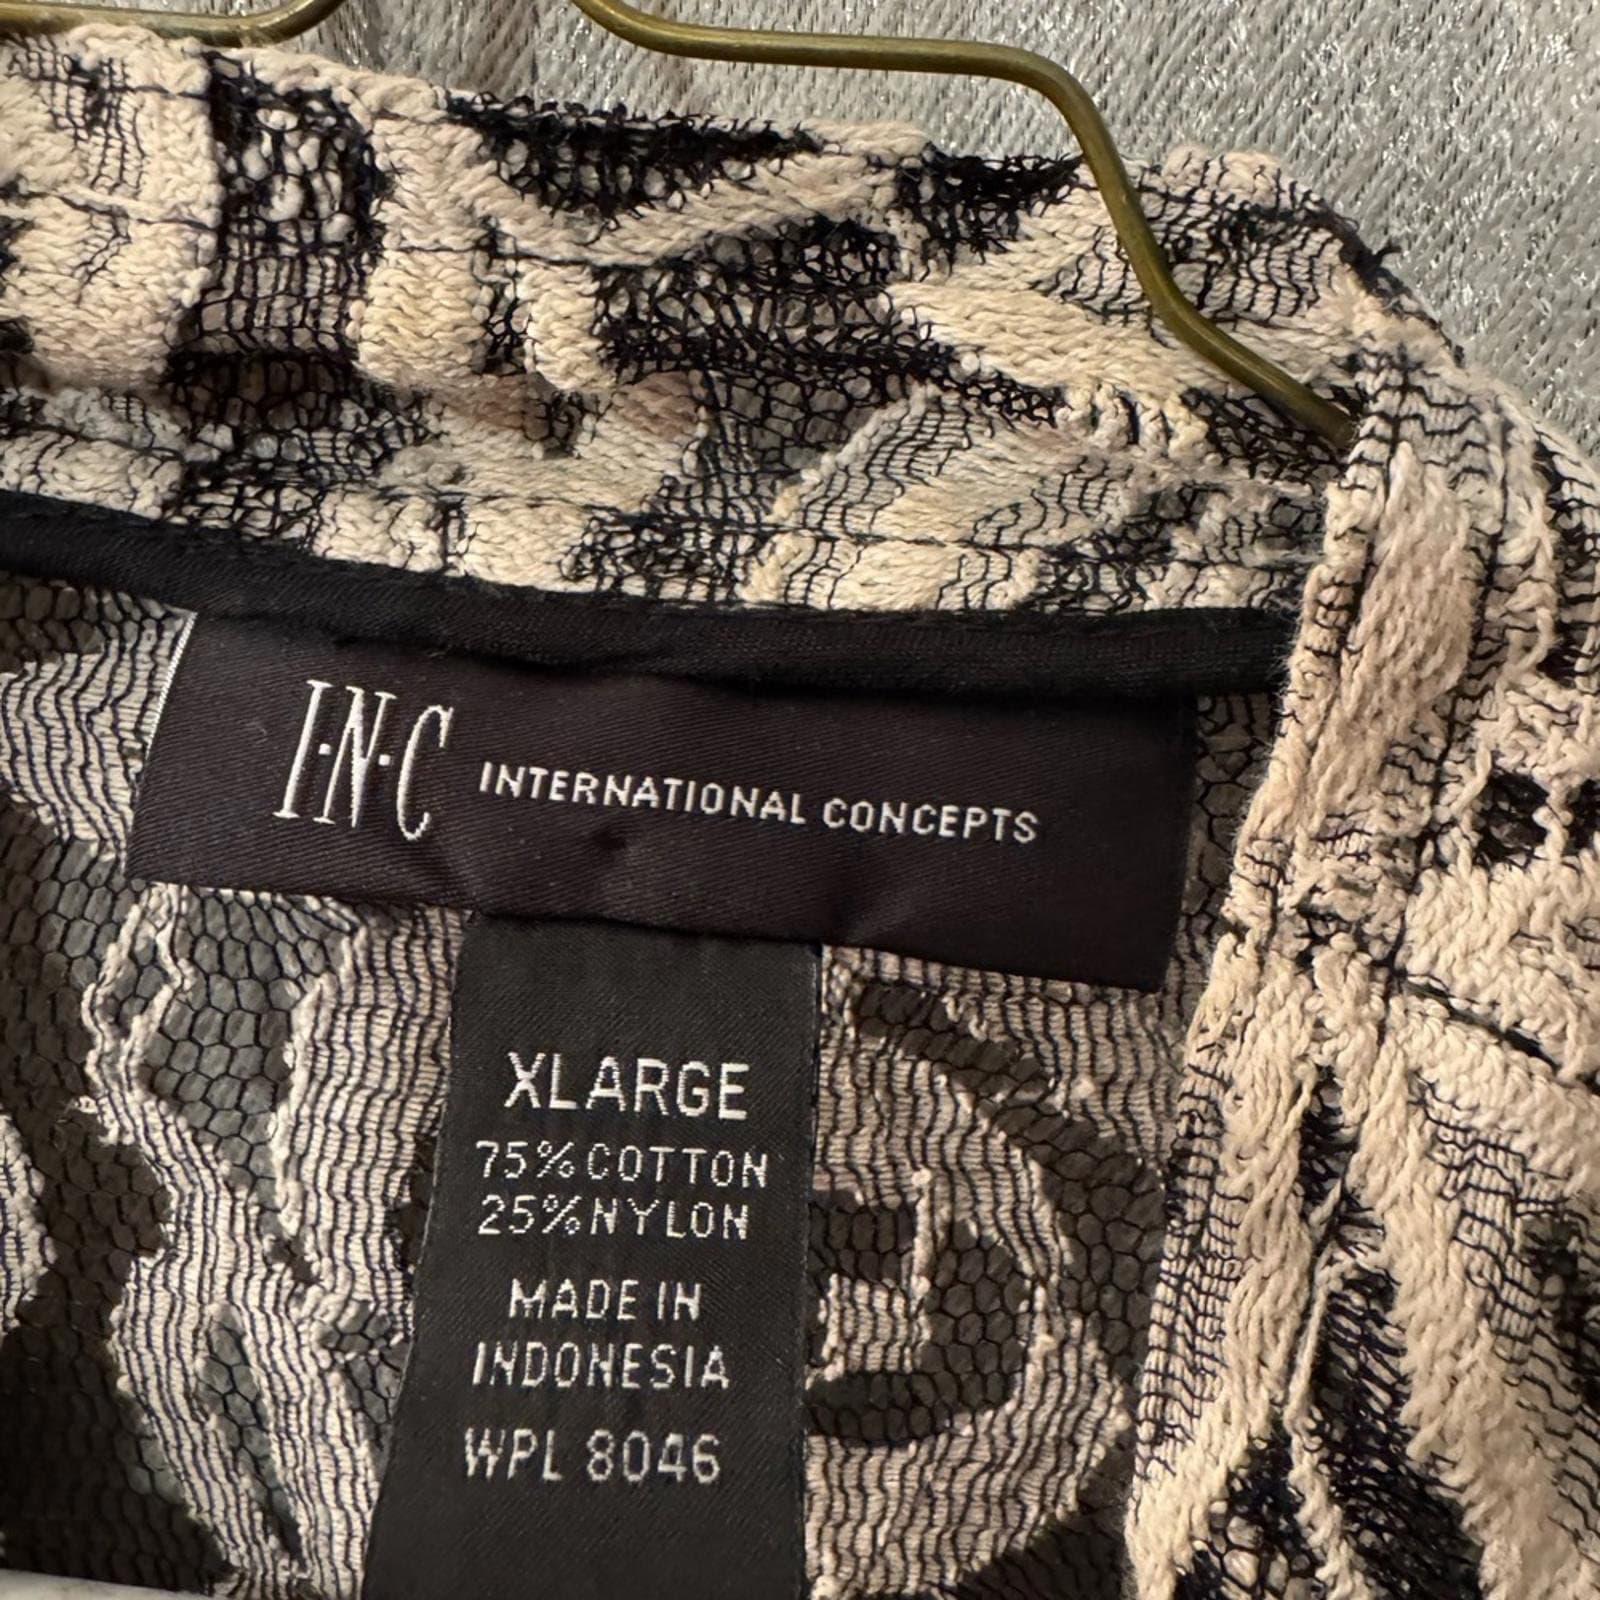 I·N·C INTERNATIONAL CONCEPTS
XLARGE
75% COTTON
25% NYLON
MADE IN
INDONESIA
WPL 8046